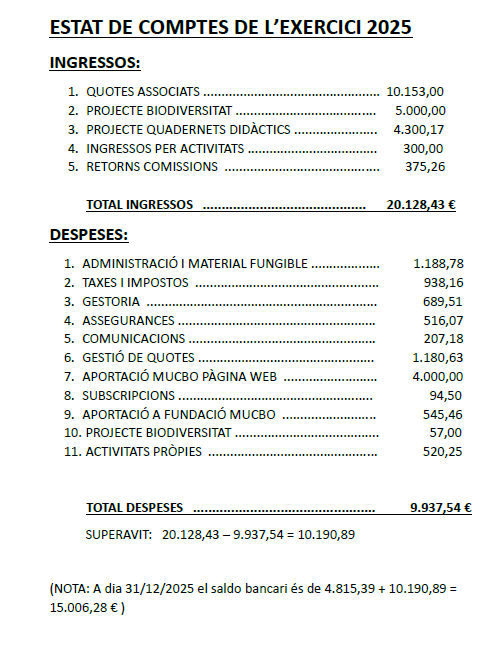 ESTAT DE COMPTES DE L’EXERCICI 2025
INGRESSOS:
1. QUOTES ASSOCIATS ................................................ 10.153,00
2. PROJECTE BIODIVERSITAT ...................................... 5.000,00
3. PROJECTE QUADERNETS DIDÀCTICS ...................... 4.300,17
4. INGRESSOS PER ACTIVITATS ................................... 300,00
5. RETORNS COMISSIONS .......................................... 375,26
TOTAL INGRESSOS ............................................ 20.128,43 €
DESPESES:
1. ADMINISTRACIÓ I MATERIAL FUNGIBLE ................... 1.188,78
2. TAXES I IMPOSTOS .................................................. 938,16
3. GESTORIA ............................................................... 689,51
4. ASSEGURANCES ...................................................... 516,07
5. COMUNICACIONS ................................................... 207,18
6. GESTIÓ DE QUOTES ................................................ 1.180,63
7. APORTACIÓ MUCBO PÀGINA WEB .......................... 4.000,00
8. SUBSCRIPCIONS ..................................................... 94,50
9. APORTACIÓ A FUNDACIÓ MUCBO .......................... 545,46
10. PROJECTE BIODIVERSITAT ....................................... 57,00
11. ACTIVITATS PRÒPIES .............................................. 520,25
TOTAL DESPESES ................................................. 9.937,54 €
SUPERAVIT: 20.128,43 – 9.937,54 = 10.190,89
(NOTA: A dia 31/12/2025 el saldo bancari és de 4.815,39 + 10.190,89 =
15.006,28 € )